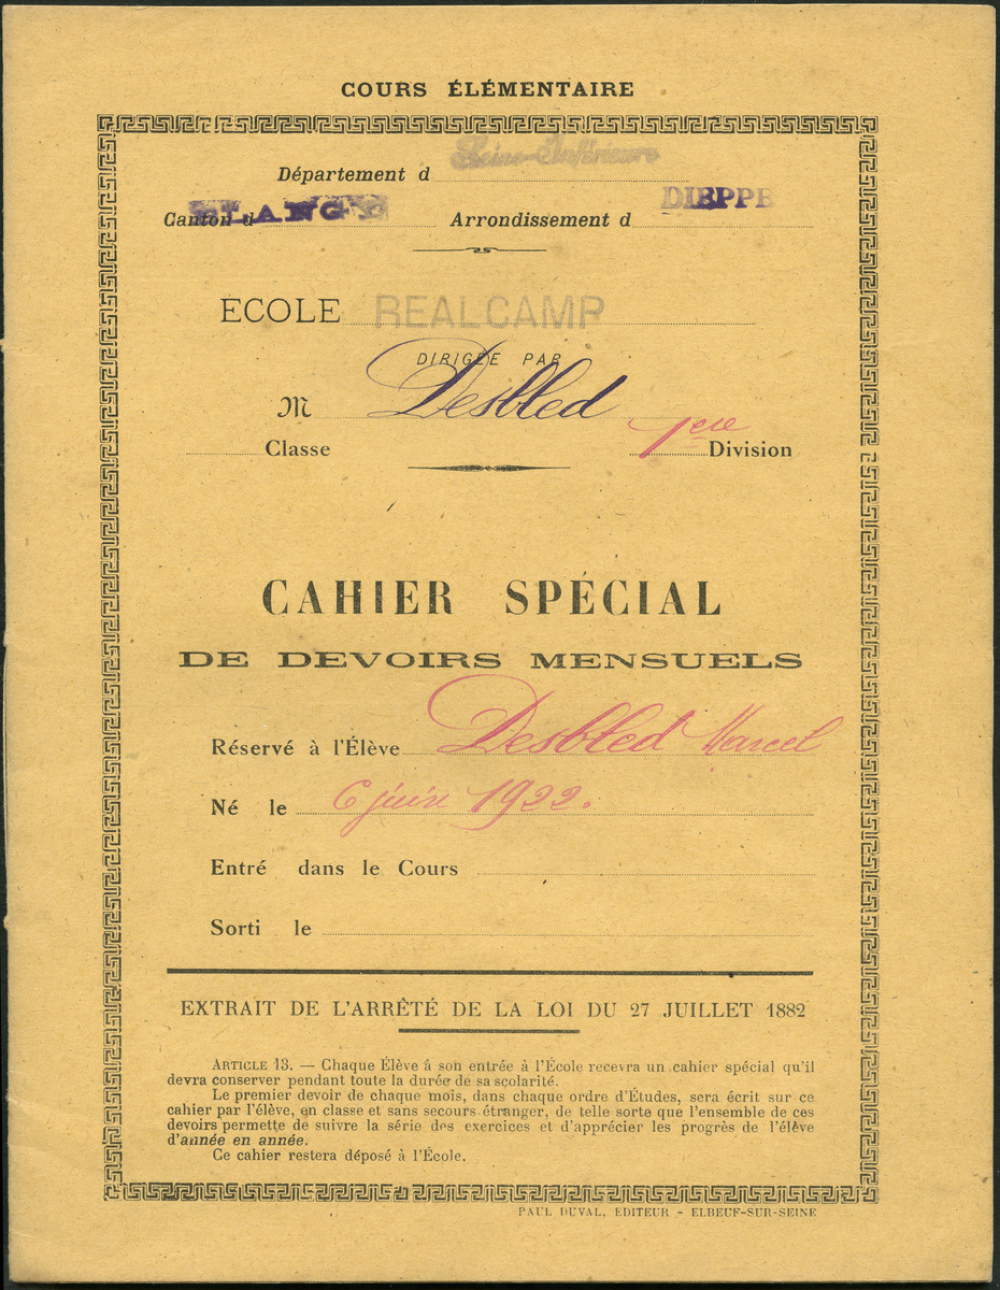 COURS ÉLÉMENTAIRE
Département d Seine-Inférieure
Canton d BLANGY Arrondissement d DIEPPE
ECOLE REALCAMP
DIRIGÉE PAR
M Desbled
Classe 1ere Division
CAHIER SPÉCIAL
DE DEVOIRS MENSUELS
Réservé à l'Élève Desbled Marcel
Né le 6 juin 1922.
Entré dans le Cours
Sorti le
EXTRAIT DE L'ARRÊTÉ DE LA LOI DU 27 JUILLET 1882
ARTICLE 13. — Chaque Élève à son entrée à l'École recevra un cahier spécial qu'il
devra conserver pendant toute la durée de sa scolarité.
Le premier devoir de chaque mois, dans chaque ordre d'Études, sera écrit sur ce
cahier par l'élève, en classe et sans secours étranger, de telle sorte que l'ensemble de ces
devoirs permette de suivre la série des exercices et d'apprécier les progrès de l'élève
d'année en année.
Ce cahier restera déposé à l'École.
PAUL DUVAL, EDITEUR - ELBEUF-SUR-SEINE